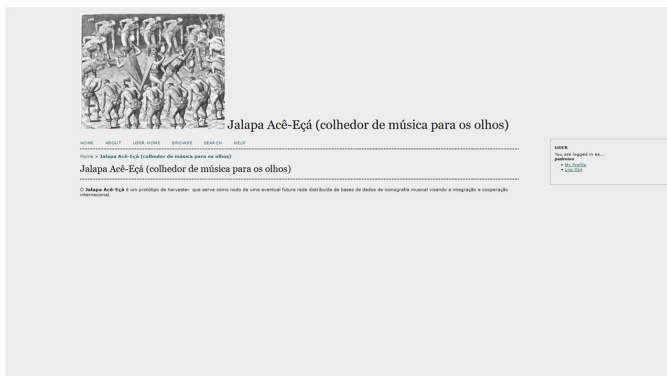 Jalapa Acê-Eçá (colhedor de música para os olhos)
HOME ABOUT USER HOME BROWSE SEARCH HELP
Home > Jalapa Acê-Eçá (colhedor de música para os olhos)
Jalapa Acê-Eçá (colhedor de música para os olhos)
O Jalapa Acê-Eçá é um protótipo de harvester que serve como nodo de uma eventual futura rede distribuída de bases de dados de iconografia musical visando a integração e cooperação
internacional.
USER
You are logged in as...
pedroivo
My Profile
Log Out